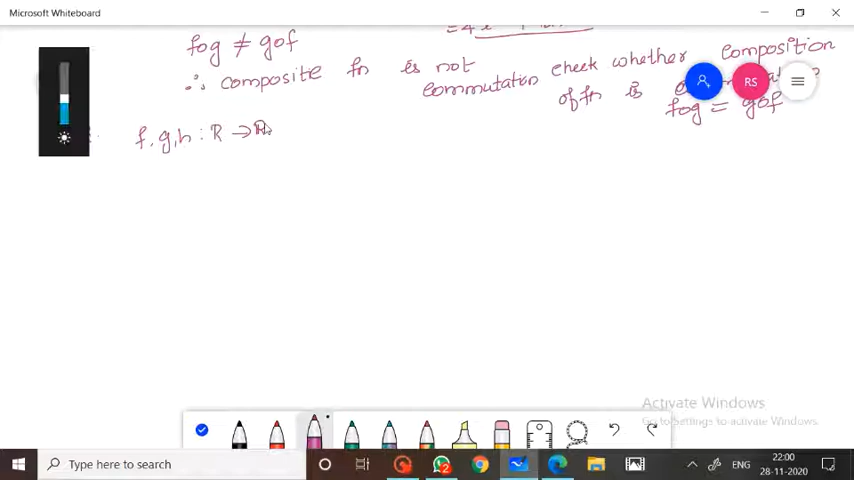 Microsoft Whiteboard
fog ≠ gof
∴ composite fn is not
commutation
check whether composition
of fn is
fog = gof
RS
f, g, h : R → R
Activate Windows
Go to Settings to activate Windows.
Type here to search
2
ENG
22:00
28-11-2020